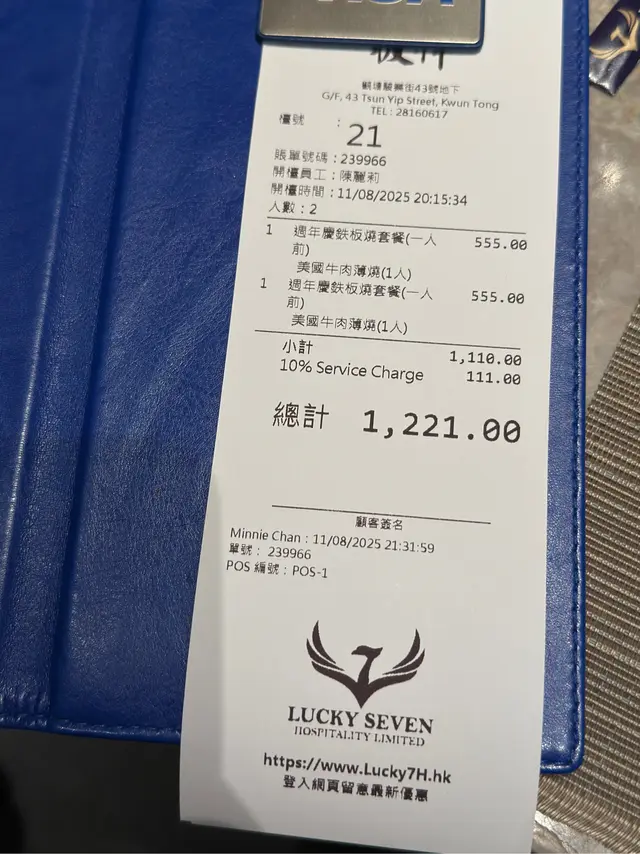 觀塘駿業街43號地下
G/F, 43 Tsun Yip Street, Kwun Tong
TEL : 28160617
檯號 : 21
賬單號碼 : 239966
開檯員工 : 陳麗莉
開檯時間 : 11/08/2025 20:15:34
人數 : 2
1 週年慶鉄板燒套餐(一人 555.00
前)
美國牛肉薄燒(1人)
1 週年慶鉄板燒套餐(一人 555.00
前)
美國牛肉薄燒(1人)
小計 1,110.00
10% Service Charge 111.00
總計 1,221.00
顧客簽名
Minnie Chan : 11/08/2025 21:31:59
單號 : 239966
POS 編號 : POS-1
LUCKY SEVEN
HOSPITALITY LIMITED
https://www.Lucky7H.hk
登入網頁留意最新優惠